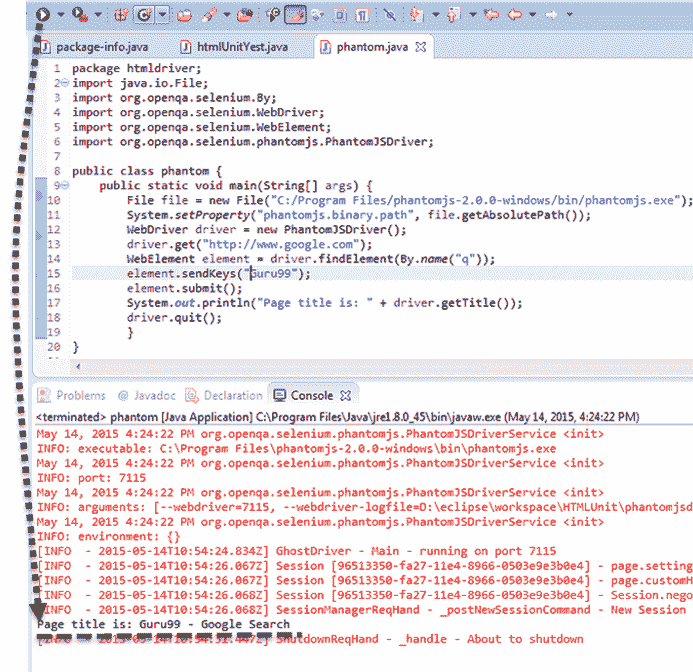 package-info.java htmlUnitYest.java phantom.java
1 package htmldriver;
2 import java.io.File;
3 import org.openqa.selenium.By;
4 import org.openqa.selenium.WebDriver;
5 import org.openqa.selenium.WebElement;
6 import org.openqa.selenium.phantomjs.PhantomJSDriver;
7
8 public class phantom {
9 public static void main(String[] args) {
10 File file = new File("C:/Program Files/phantomjs-2.0.0-windows/bin/phantomjs.exe");
11 System.setProperty("phantomjs.binary.path", file.getAbsolutePath());
12 WebDriver driver = new PhantomJSDriver();
13 driver.get("http://www.google.com");
14 WebElement element = driver.findElement(By.name("q"));
15 element.sendKeys("Guru99");
16 element.submit();
17 System.out.println("Page title is: " + driver.getTitle());
18 driver.quit();
19 }
20 }
Problems @ Javadoc Declaration Console
<terminated> phantom [Java Application] C:\Program Files\Java\jre1.8.0_45\bin\javaw.exe (May 14, 2015, 4:24:22 PM)
May 14, 2015 4:24:22 PM org.openqa.selenium.phantomjs.PhantomJSDriverService <init>
INFO: executable: C:\Program Files\phantomjs-2.0.0-windows\bin\phantomjs.exe
May 14, 2015 4:24:22 PM org.openqa.selenium.phantomjs.PhantomJSDriverService <init>
INFO: port: 7115
May 14, 2015 4:24:22 PM org.openqa.selenium.phantomjs.PhantomJSDriverService <init>
INFO: arguments: [--webdriver=7115, --webdriver-logfile=D:\eclipse\workspace\HTMLUnit\phantomjsd
May 14, 2015 4:24:22 PM org.openqa.selenium.phantomjs.PhantomJSDriverService <init>
INFO: environment: {}
[INFO - 2015-05-14T10:54:24.834Z] GhostDriver - Main - running on port 7115
[INFO - 2015-05-14T10:54:26.067Z] Session [96513350-fa27-11e4-8966-0503e9e3b0e4] - page.setting
[INFO - 2015-05-14T10:54:26.067Z] Session [96513350-fa27-11e4-8966-0503e9e3b0e4] - page.customH
[INFO - 2015-05-14T10:54:26.068Z] Session [96513350-fa27-11e4-8966-0503e9e3b0e4] - Session.nego
[INFO - 2015-05-14T10:54:26.068Z] SessionManagerReqHand - _postNewSessionCommand - New Session
Page title is: Guru99 - Google Search
[INFO - 2015-05-14T10:54:31.447Z] ShutdownReqHand - _handle - About to shutdown